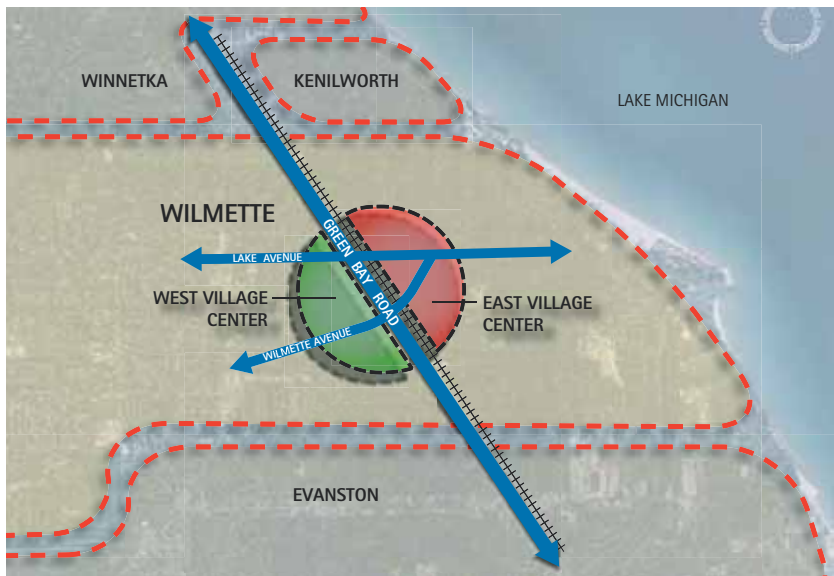 WINNETKA
KENILWORTH
LAKE MICHIGAN
WILMETTE
GREEN BAY ROAD
LAKE AVENUE
WEST VILLAGE
CENTER
EAST VILLAGE
CENTER
WILMETTE AVENUE
EVANSTON